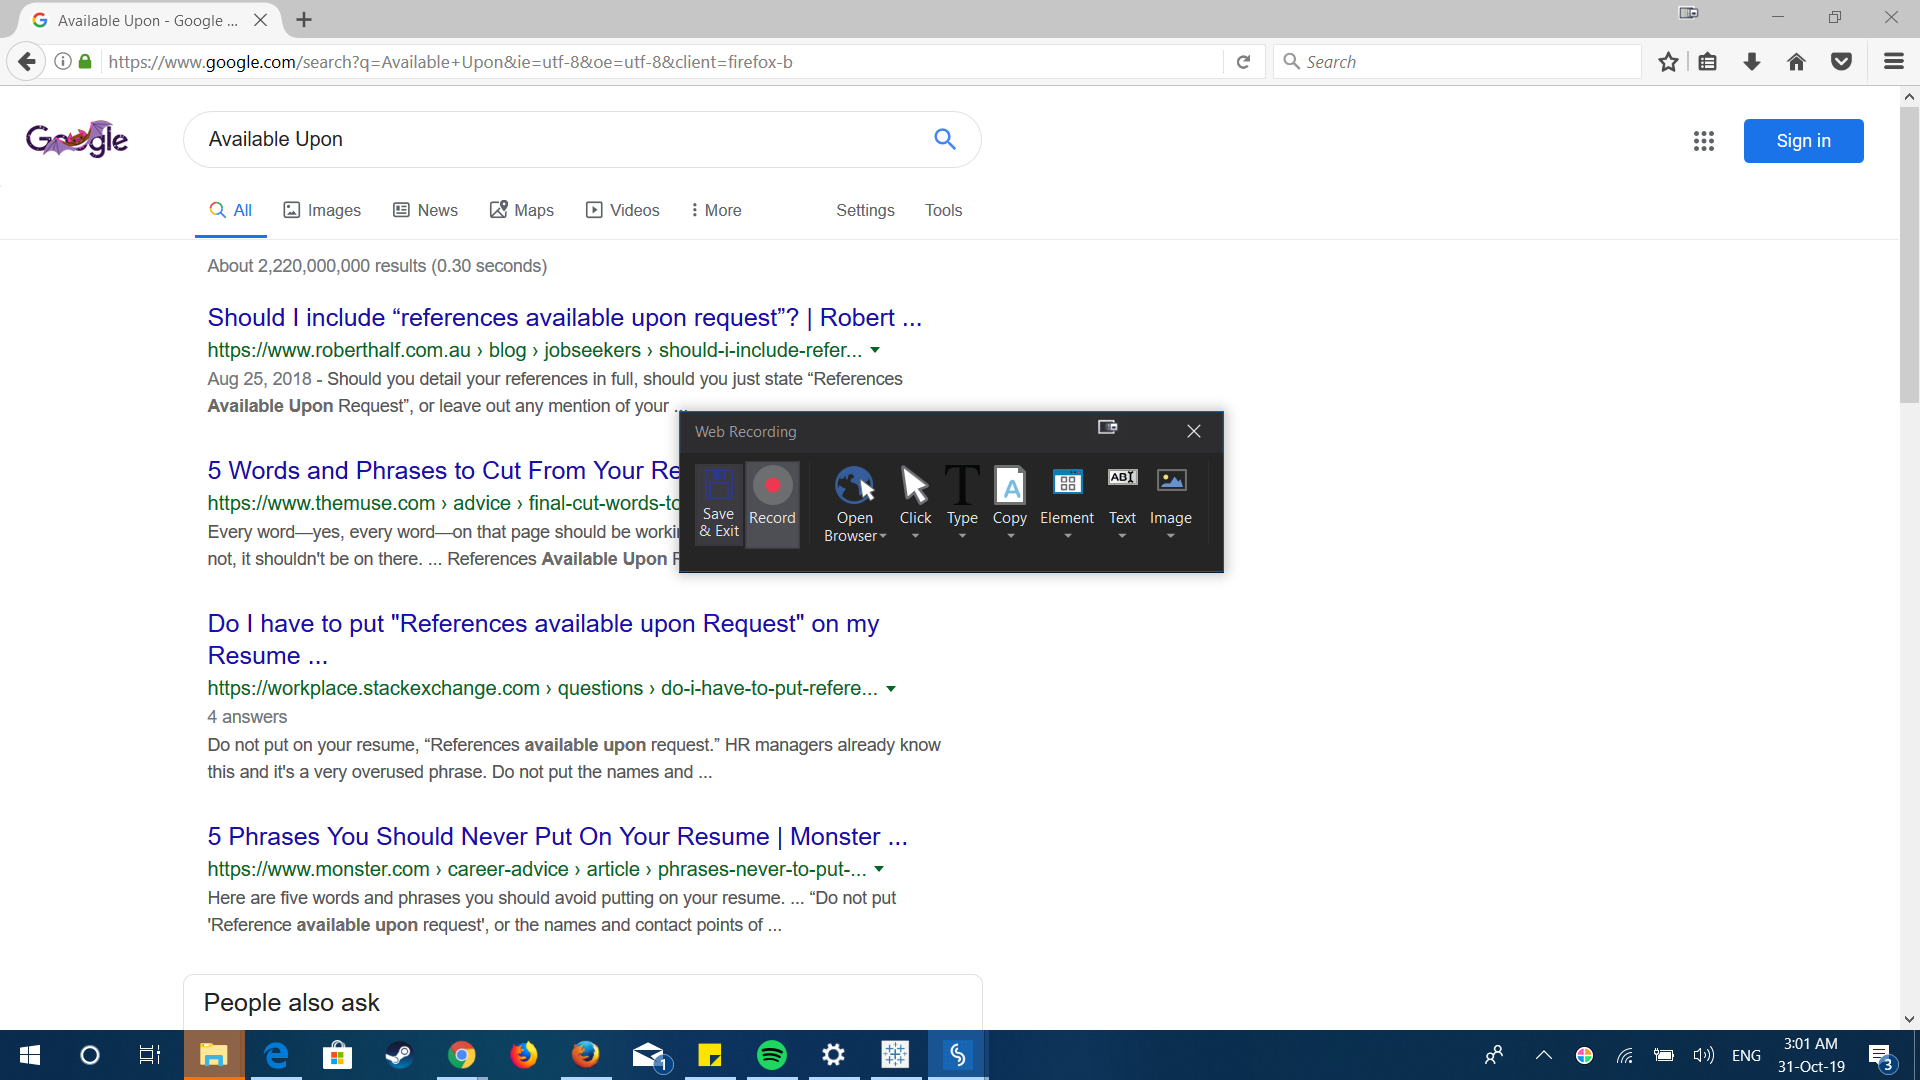 Available Upon - Google ...
https://www.google.com/search?q=Available+Upon&ie=utf-8&oe=utf-8&client=firefox-b
Search
Google
Available Upon
Sign in
All
Images
News
Maps
Videos
More
Settings
Tools
About 2,220,000,000 results (0.30 seconds)
Should I include “references available upon request”? | Robert ...
https://www.roberthalf.com.au › blog › jobseekers › should-i-include-refer...
Aug 25, 2018 - Should you detail your references in full, should you just state “References
Available Upon Request”, or leave out any mention of your ...
5 Words and Phrases to Cut From Your Re
https://www.themuse.com › advice › final-cut-words-to
Every word—yes, every word—on that page should be worki
not, it shouldn't be on there. ... References Available Upon
Web Recording
Save
& Exit
Record
Open
Browser
Click
Type
Copy
Element
Text
Image
Do I have to put "References available upon Request" on my
Resume ...
https://workplace.stackexchange.com › questions › do-i-have-to-put-refere...
4 answers
Do not put on your resume, “References available upon request.” HR managers already know
this and it's a very overused phrase. Do not put the names and ...
5 Phrases You Should Never Put On Your Resume | Monster ...
https://www.monster.com › career-advice › article › phrases-never-to-put-...
Here are five words and phrases you should avoid putting on your resume. ... “Do not put
'Reference available upon request', or the names and contact points of ...
People also ask
1
ENG
3:01 AM
31-Oct-19
3